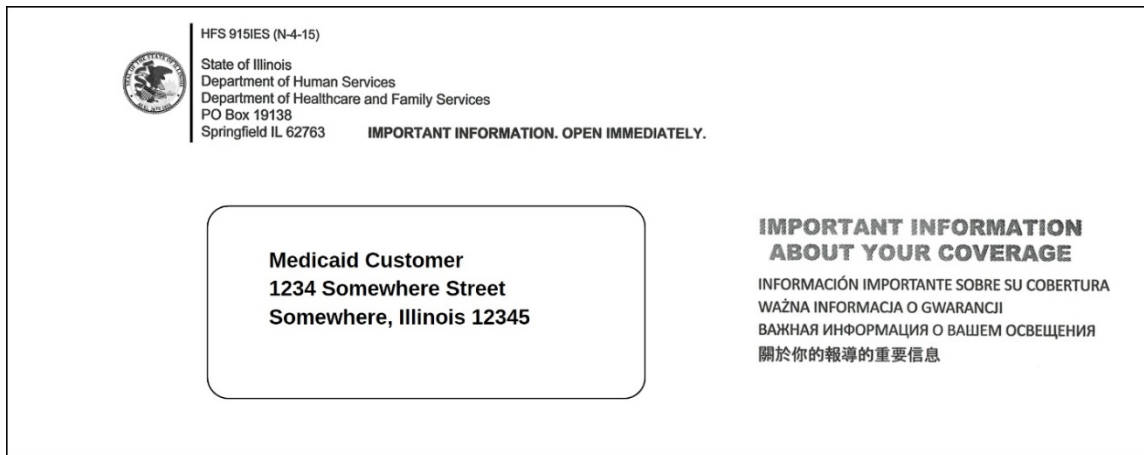 HFS 915IES (N-4-15)
State of Illinois
Department of Human Services
Department of Healthcare and Family Services
PO Box 19138
Springfield IL 62763
IMPORTANT INFORMATION. OPEN IMMEDIATELY.
Medicaid Customer
1234 Somewhere Street
Somewhere, Illinois 12345
IMPORTANT INFORMATION
ABOUT YOUR COVERAGE
INFORMACIÓN IMPORTANTE SOBRE SU COBERTURA
WAŻNA INFORMACJA O GWARANCJI
ВАЖНАЯ ИНФОРМАЦИЯ О ВАШЕМ ОСВЕЩЕНИЯ
關於你的報導的重要信息